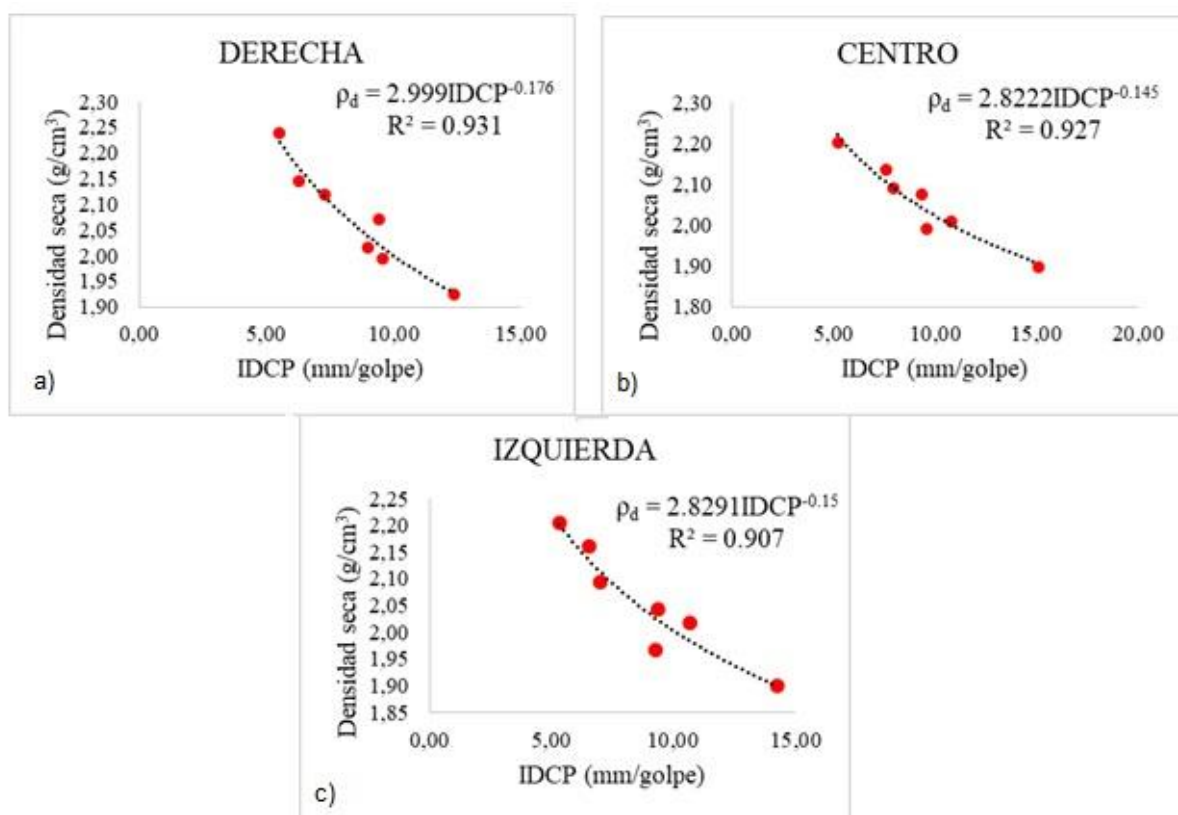 DERECHA
ρd = 2.999IDCP-0.176
R² = 0.931
Densidad seca (g/cm³)
2,30
2,25
2,20
2,15
2,10
2,05
2,00
1,95
1,90
0,00 5,00 10,00 15,00
IDCP (mm/golpe)
a)
CENTRO
ρd = 2.8222IDCP-0.145
R² = 0.927
Densidad seca (g/cm³)
2,30
2,20
2,10
2,00
1,90
1,80
0,00 5,00 10,00 15,00 20,00
IDCP (mm/golpe)
b)
IZQUIERDA
ρd = 2.8291IDCP-0.15
R² = 0.907
Densidad seca (g/cm³)
2,25
2,20
2,15
2,10
2,05
2,00
1,95
1,90
1,85
0,00 5,00 10,00 15,00
IDCP (mm/golpe)
c)